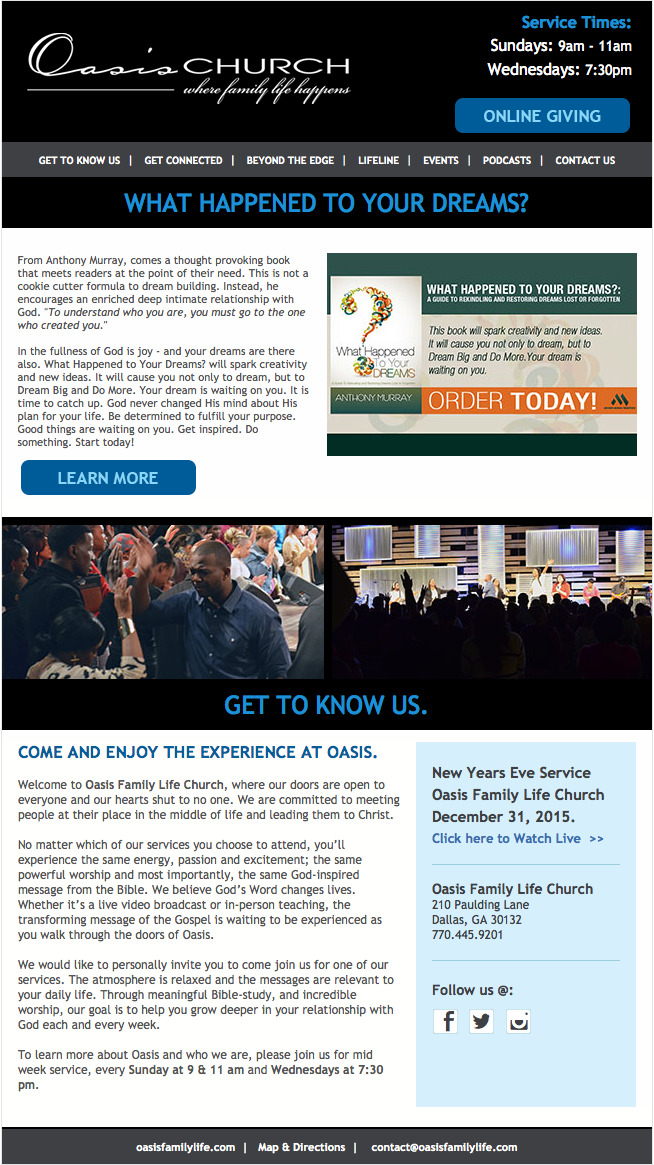 Oasis CHURCH
where family life happens
Service Times:
Sundays: 9am - 11am
Wednesdays: 7:30pm
ONLINE GIVING
GET TO KNOW US | GET CONNECTED | BEYOND THE EDGE | LIFELINE | EVENTS | PODCASTS | CONTACT US
WHAT HAPPENED TO YOUR DREAMS?
From Anthony Murray, comes a thought provoking book
that meets readers at the point of their need. This is not a
cookie cutter formula to dream building. Instead, he
encourages an enriched deep intimate relationship with
God. "To understand who you are, you must go to the one
who created you."
In the fullness of God is joy - and your dreams are there
also. What Happened to Your Dreams? will spark creativity
and new ideas. It will cause you not only to dream, but to
Dream Big and Do More. Your dream is waiting on you. It is
time to catch up. God never changed His mind about His
plan for your life. Be determined to fulfill your purpose.
Good things are waiting on you. Get inspired. Do
something. Start today!
LEARN MORE
What Happened
To Your
DREAMS?
A Guide To Rekindling and Restoring Dreams Lost or Forgotten
ANTHONY MURRAY
WHAT HAPPENED TO YOUR DREAMS?:
A GUIDE TO REKINDLING AND RESTORING DREAMS LOST OR FORGOTTEN
This book will spark creativity and new ideas.
It will cause you not only to dream, but to
Dream Big and Do More.Your dream is
waiting on you.
ORDER TODAY!
GET TO KNOW US.
COME AND ENJOY THE EXPERIENCE AT OASIS.
Welcome to Oasis Family Life Church, where our doors are open to
everyone and our hearts shut to no one. We are committed to meeting
people at their place in the middle of life and leading them to Christ.
No matter which of our services you choose to attend, you’ll
experience the same energy, passion and excitement; the same
powerful worship and most importantly, the same God-inspired
message from the Bible. We believe God’s Word changes lives.
Whether it’s a live video broadcast or in-person teaching, the
transforming message of the Gospel is waiting to be experienced as
you walk through the doors of Oasis.
We would like to personally invite you to come join us for one of our
services. The atmosphere is relaxed and the messages are relevant to
your daily life. Through meaningful Bible-study, and incredible
worship, our goal is to help you grow deeper in your relationship with
God each and every week.
To learn more about Oasis and who we are, please join us for mid
week service, every Sunday at 9 & 11 am and Wednesdays at 7:30
pm.
New Years Eve Service
Oasis Family Life Church
December 31, 2015.
Click here to Watch Live >>
Oasis Family Life Church
210 Paulding Lane
Dallas, GA 30132
770.445.9201
Follow us @:
oasisfamilylife.com | Map & Directions | contact@oasisfamilylife.com